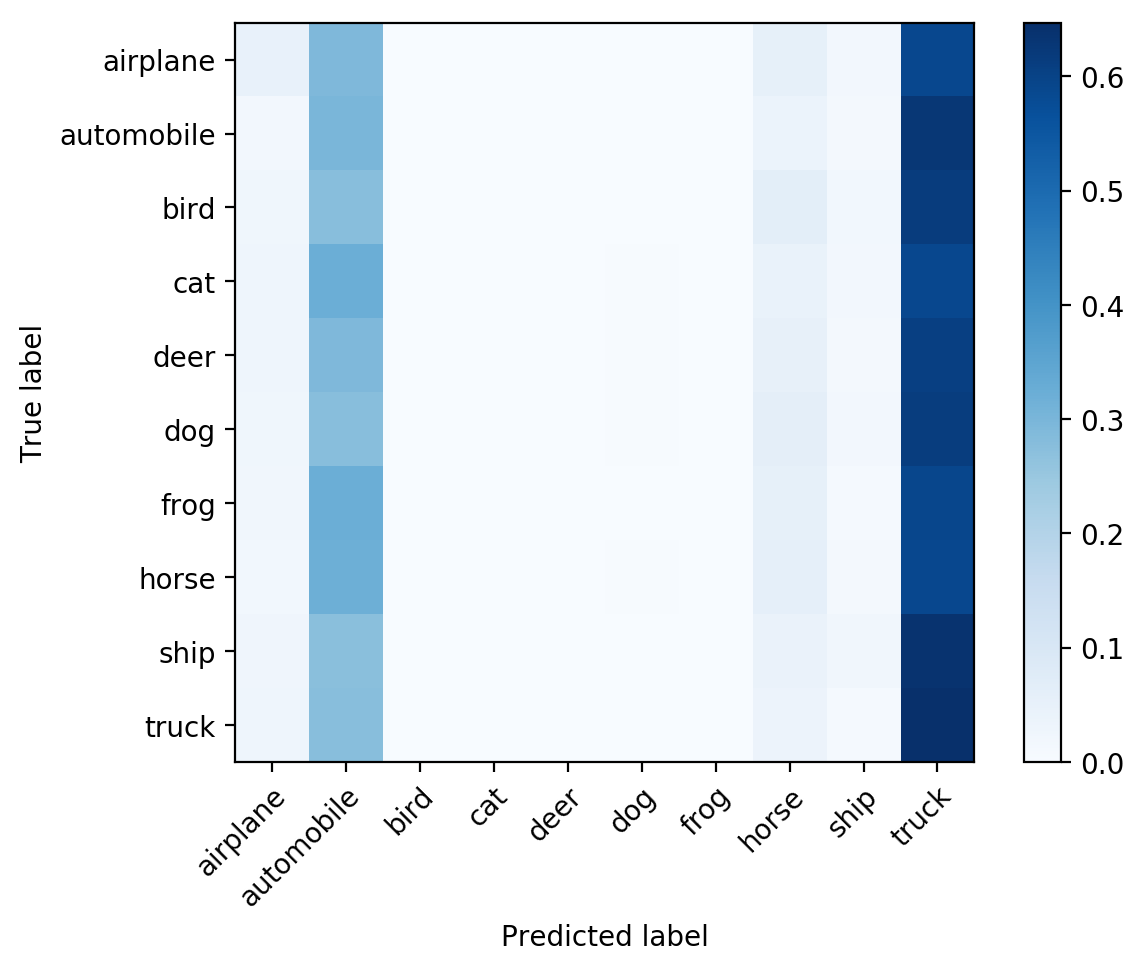 True label
airplane
automobile
bird
cat
deer
dog
frog
horse
ship
truck
airplane
automobile
bird
cat
deer
dog
frog
horse
ship
truck
Predicted label
0.6
0.5
0.4
0.3
0.2
0.1
0.0